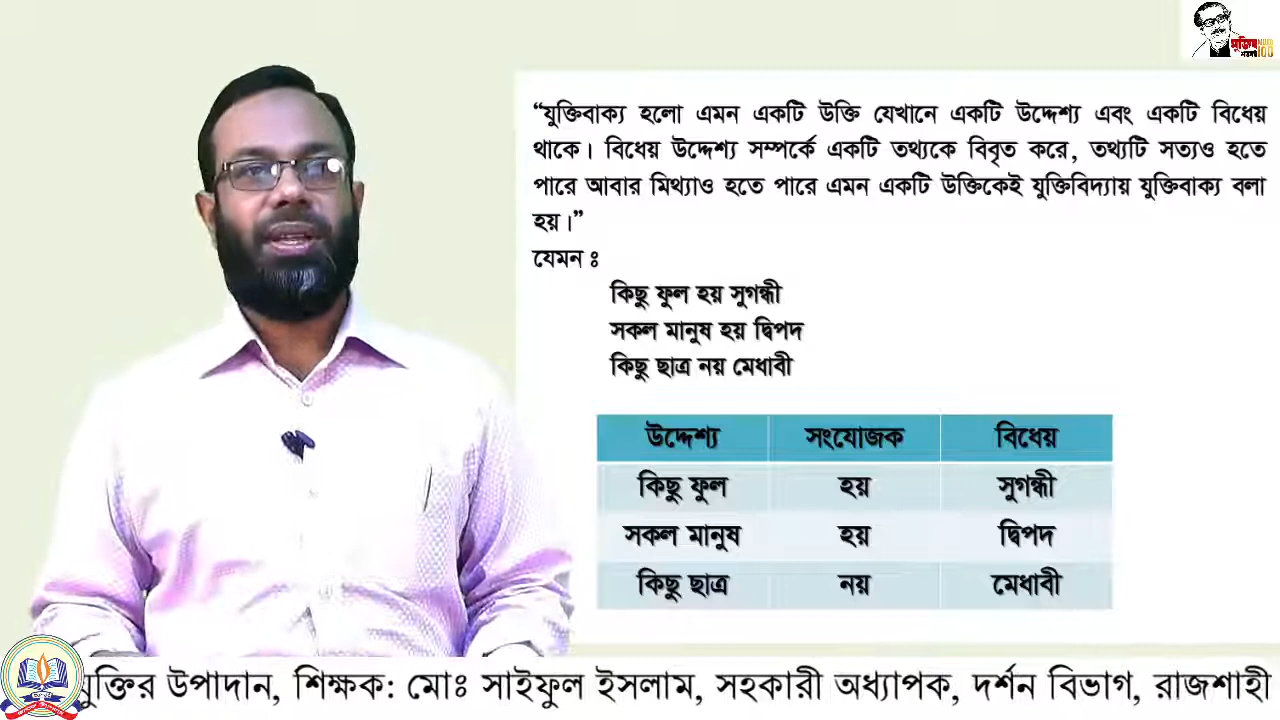 “যুক্তিবাক্য হলো এমন একটি উক্তি যেখানে একটি উদ্দেশ্য এবং একটি বিধেয়
থাকে। বিধেয় উদ্দেশ্য সম্পর্কে একটি তথ্যকে বিবৃত করে, তথ্যটি সত্যও হতে
পারে আবার মিথ্যাও হতে পারে এমন একটি উক্তিকেই যুক্তিবিদ্যায় যুক্তিবাক্য বলা
হয়।”
যেমন ঃ
কিছু ফুল হয় সুগন্ধী
সকল মানুষ হয় দ্বিপদ
কিছু ছাত্র নয় মেধাবী
উদ্দেশ্য সংযোজক বিধেয়
কিছু ফুল হয় সুগন্ধী
সকল মানুষ হয় দ্বিপদ
কিছু ছাত্র নয় মেধাবী
যুক্তির উপাদান, শিক্ষক: মোঃ সাইফুল ইসলাম, সহকারী অধ্যাপক, দর্শন বিভাগ, রাজশাহী